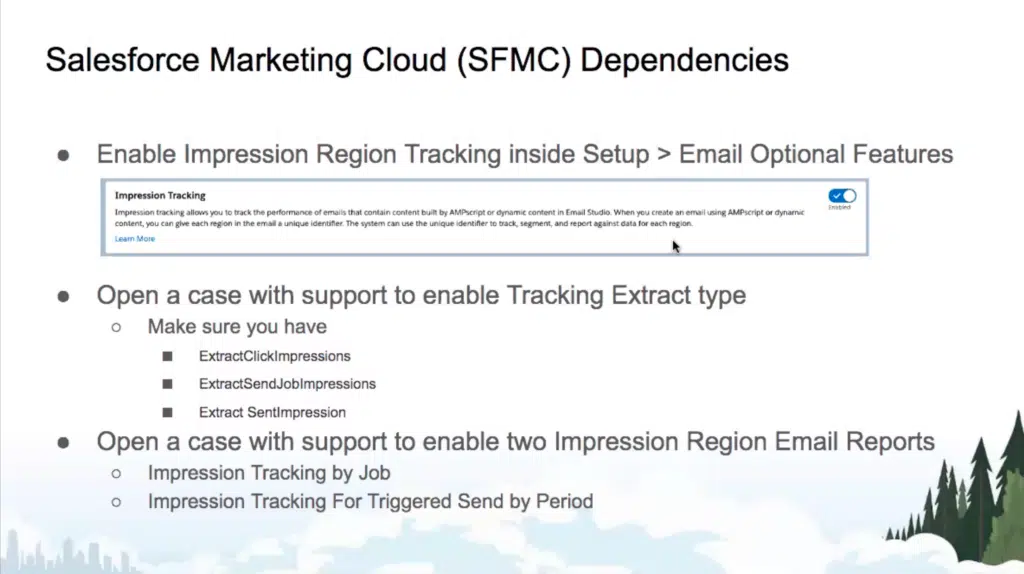 Salesforce Marketing Cloud (SFMC) Dependencies
● Enable Impression Region Tracking inside Setup > Email Optional Features
Impression Tracking
Enabled
Impression tracking allows you to track the performance of emails that contain content built by AMPscript or dynamic content in Email Studio. When you create an email using AMPscript or dynamic
content, you can give each region in the email a unique identifier. The system can use the unique identifier to track, segment, and report against data for each region.
Learn More
● Open a case with support to enable Tracking Extract type
○ Make sure you have
■ ExtractClickImpressions
■ ExtractSendJobImpressions
■ Extract SentImpression
● Open a case with support to enable two Impression Region Email Reports
○ Impression Tracking by Job
○ Impression Tracking For Triggered Send by Period